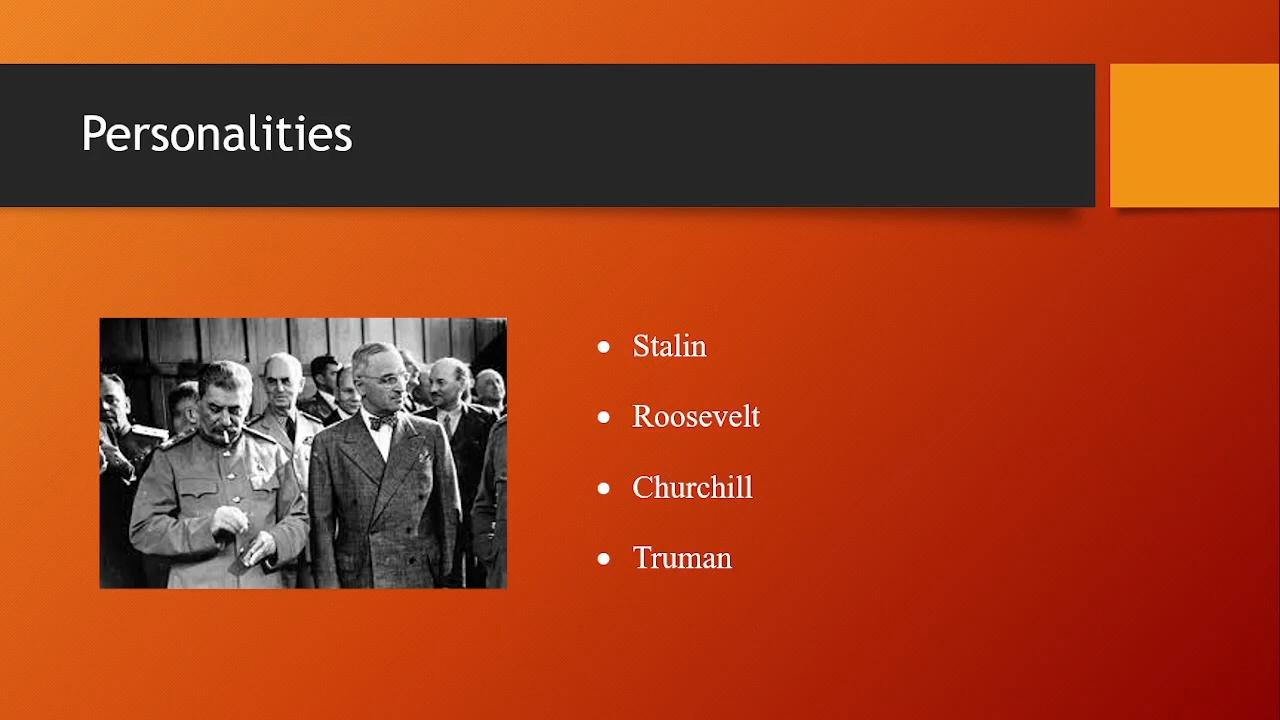 Personalities
Stalin
Roosevelt
Churchill
Truman